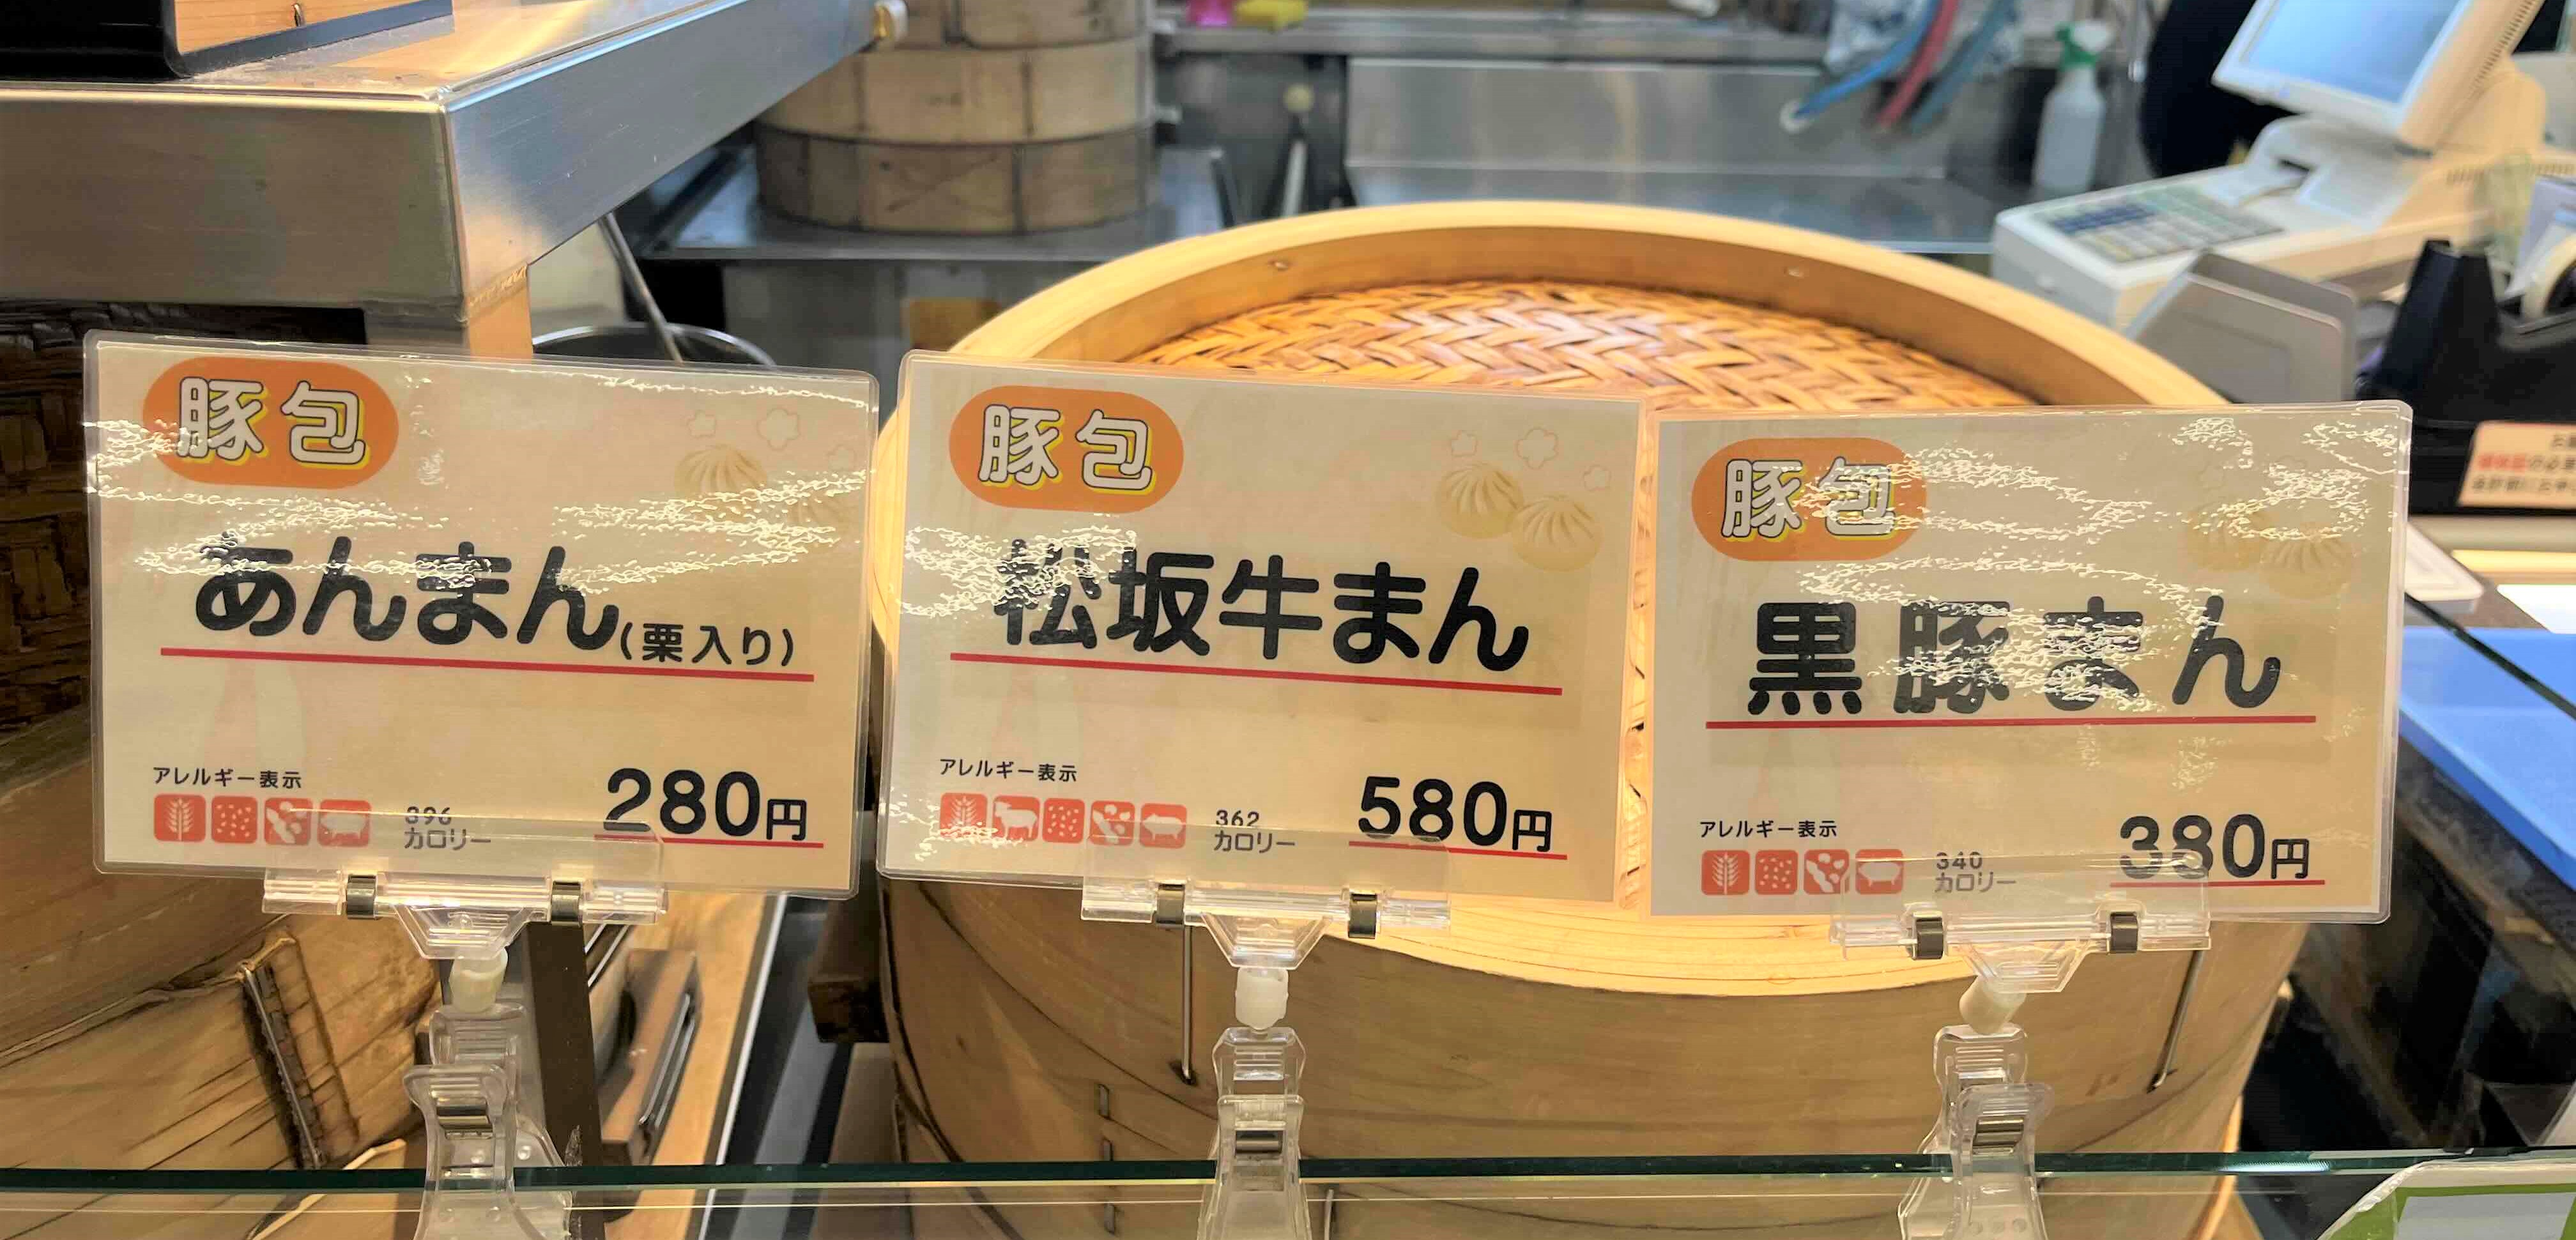 豚包
あんまん(栗入り)
アレルギー表示
396
カロリー
280円
豚包
松坂牛まん
アレルギー表示
362
カロリー
580円
豚包
黒豚まん
アレルギー表示
340
カロリー
380円